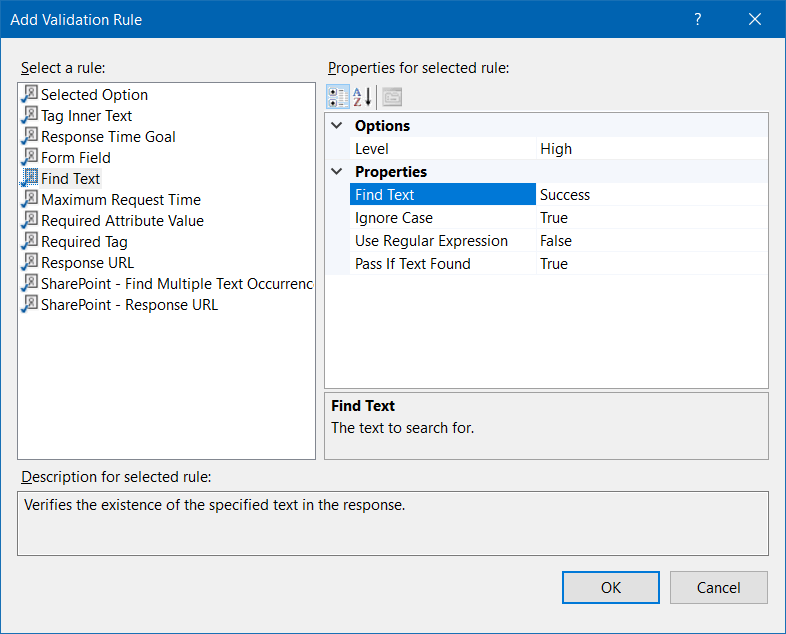 Add Validation Rule
?
Select a rule:
Selected Option
Tag Inner Text
Response Time Goal
Form Field
Find Text
Maximum Request Time
Required Attribute Value
Required Tag
Response URL
SharePoint - Find Multiple Text Occurrenc
SharePoint - Response URL
Properties for selected rule:
A
Z
Options
Level High
Properties
Find Text Success
Ignore Case True
Use Regular Expression False
Pass If Text Found True
Find Text
The text to search for.
Description for selected rule:
Verifies the existence of the specified text in the response.
OK Cancel